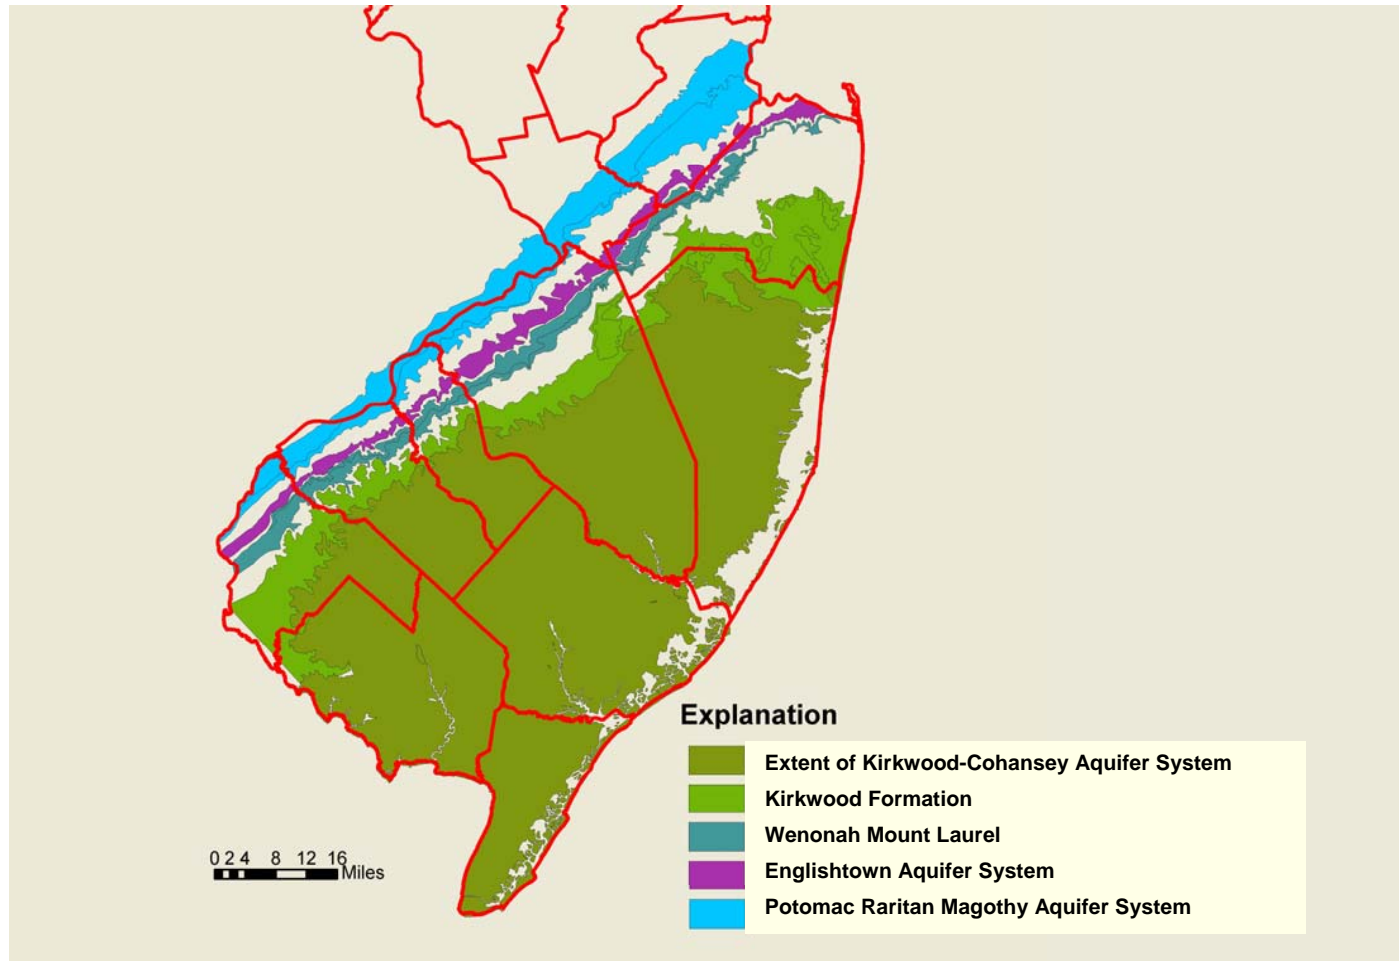 Explanation
Extent of Kirkwood-Cohansey Aquifer System
Kirkwood Formation
Wenonah Mount Laurel
Englishtown Aquifer System
Potomac Raritan Magothy Aquifer System
0 2 4 8 12 16
Miles